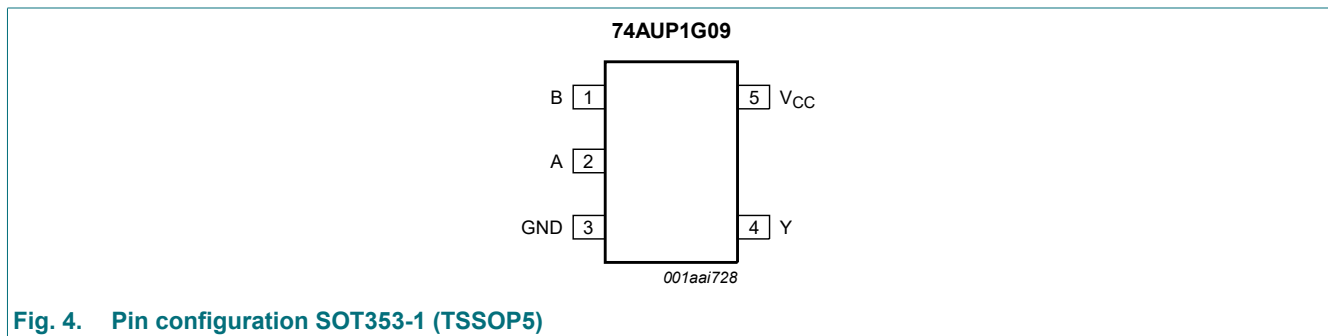 74AUP1G09
B 1 5 VCC
A 2
GND 3 4 Y
001aai728
Fig. 4. Pin configuration SOT353-1 (TSSOP5)